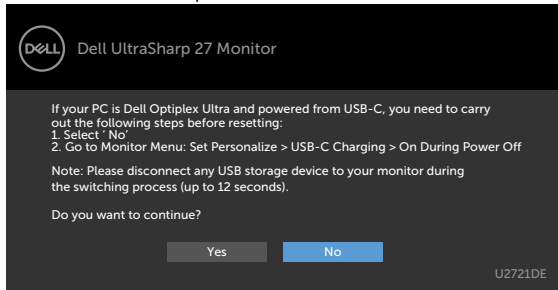 DELL
Dell UltraSharp 27 Monitor
If your PC is Dell Optiplex Ultra and powered from USB-C, you need to carry
out the following steps before resetting:
1. Select ‘ No’
2. Go to Monitor Menu: Set Personalize > USB-C Charging > On During Power Off
Note: Please disconnect any USB storage device to your monitor during
the switching process (up to 12 seconds).
Do you want to continue?
Yes No
U2721DE